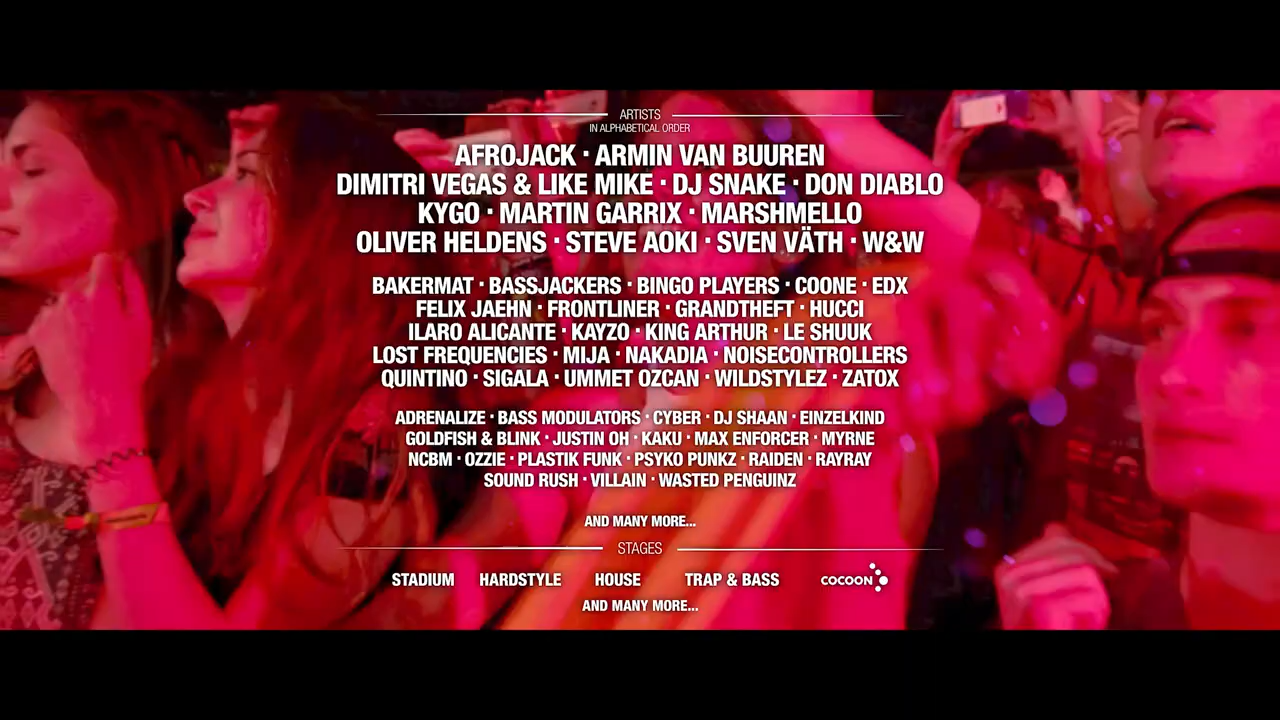 ARTISTS
IN ALPHABETICAL ORDER
AFROJACK · ARMIN VAN BUUREN
DIMITRI VEGAS & LIKE MIKE · DJ SNAKE · DON DIABLO
KYGO · MARTIN GARRIX · MARSHMELLO
OLIVER HELDENS · STEVE AOKI · SVEN VÄTH · W&W
BAKERMAT · BASSJACKERS · BINGO PLAYERS · COONE · EDX
FELIX JAEHN · FRONTLINER · GRANDTHEFT · HUCCI
ILARO ALICANTE · KAYZO · KING ARTHUR · LE SHUUK
LOST FREQUENCIES · MIJA · NAKADIA · NOISECONTROLLERS
QUINTINO · SIGALA · UMMET OZCAN · WILDSTYLEZ · ZATOX
ADRENALIZE · BASS MODULATORS · CYBER · DJ SHAAN · EINZELKIND
GOLDFISH & BLINK · JUSTIN OH · KAKU · MAX ENFORCER · MYRNE
NCBM · OZZIE · PLASTIK FUNK · PSYKO PUNKZ · RAIDEN · RAYRAY
SOUND RUSH · VILLAIN · WASTED PENGUINZ
AND MANY MORE...
STAGES
STADIUM HARDSTYLE HOUSE TRAP & BASS COCOON
AND MANY MORE...